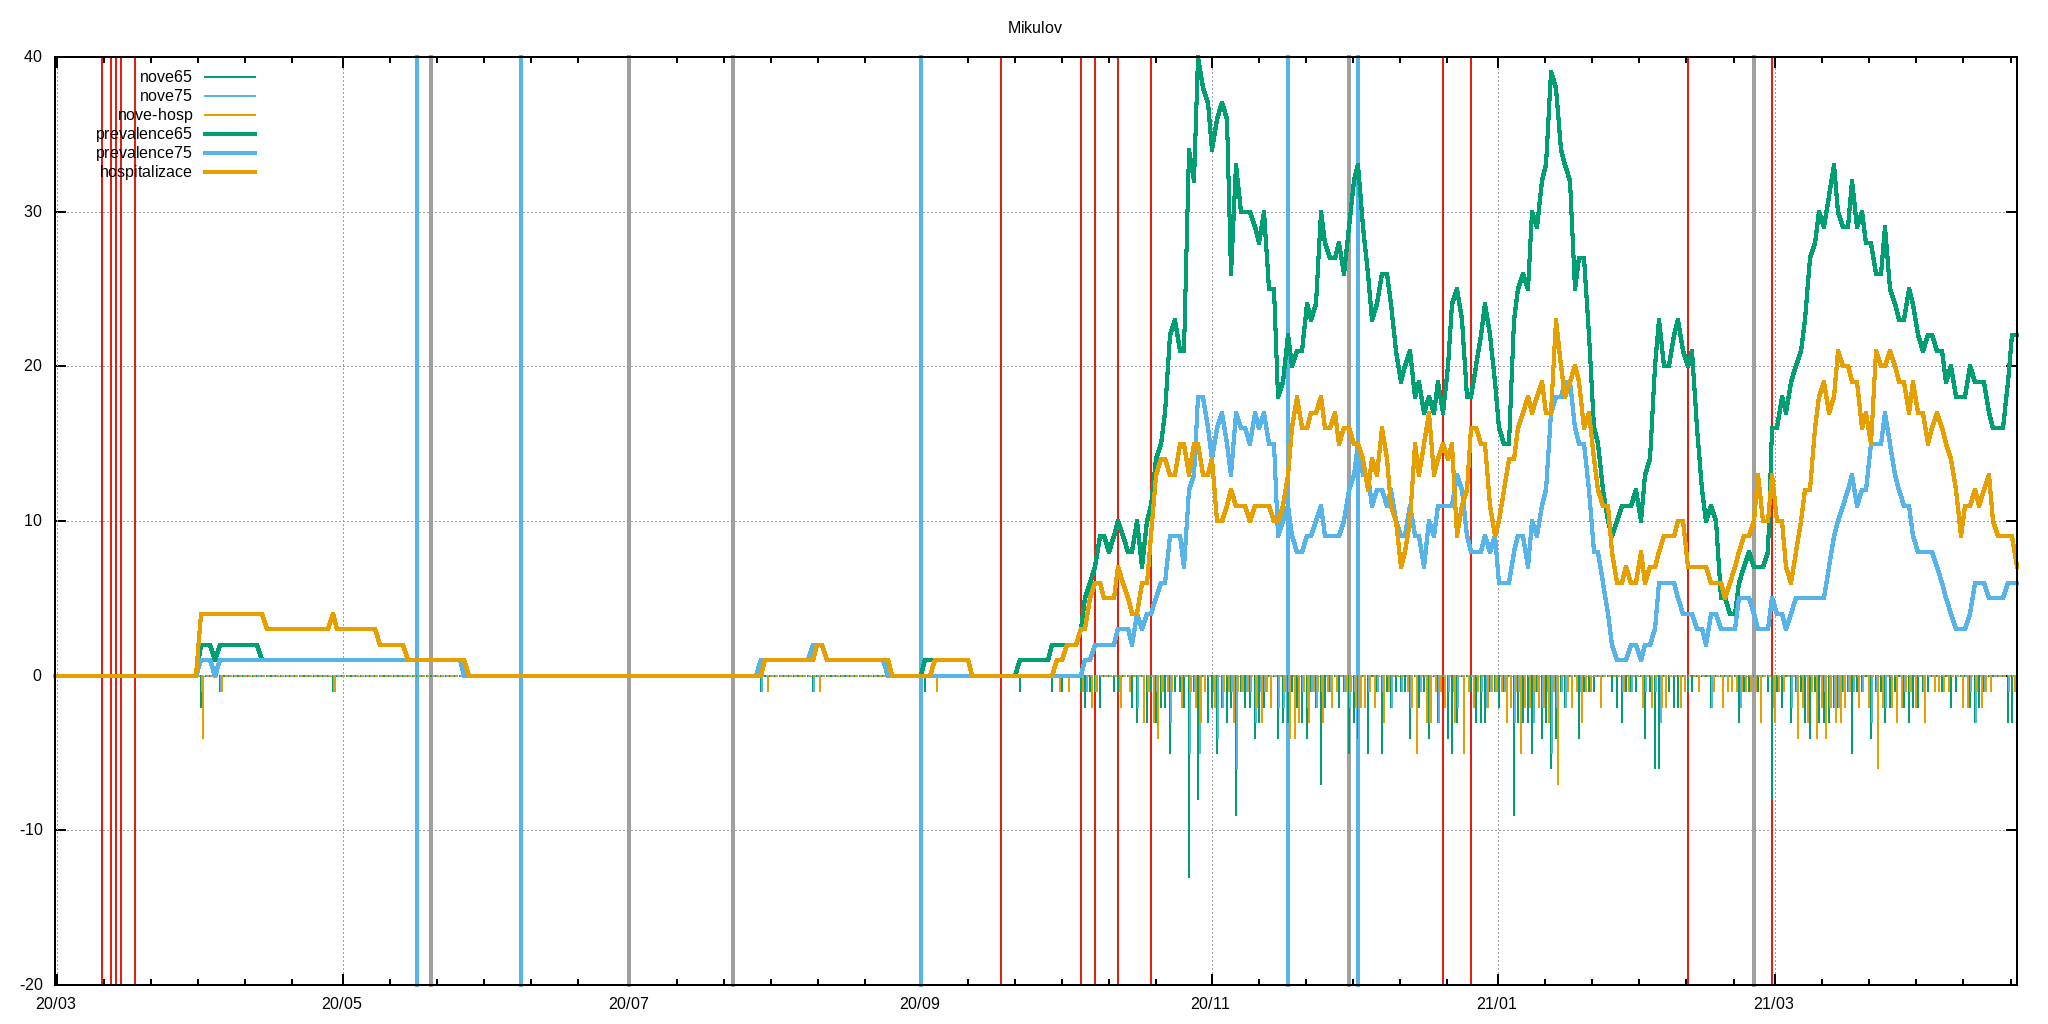 Mikulov
40
nove65
nove75
nove-hosp
prevalence65
prevalence75
hospitalizace
30
20
10
0
-10
-20
20/03 20/05 20/07 20/09 20/11 21/01 21/03